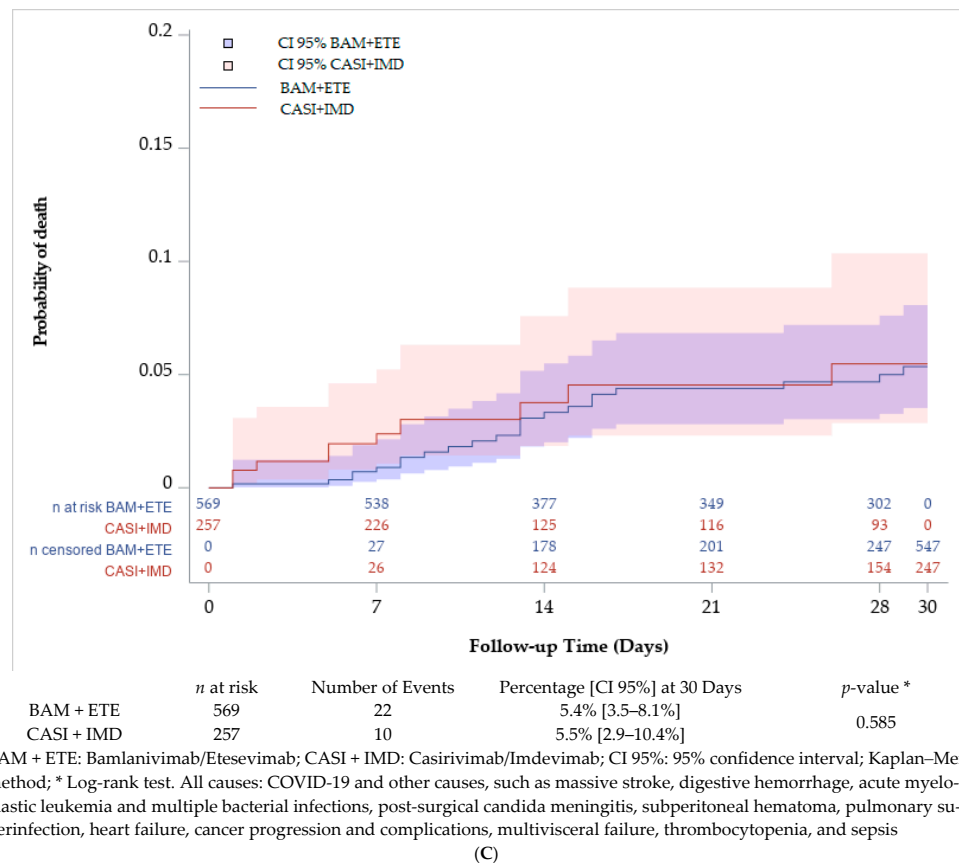 0.2
CI 95% BAM+ETE
CI 95% CASI+IMD
BAM+ETE
CASI+IMD
0.15
0.1
0.05
0
Probability of death
n at risk BAM+ETE 569 538 377 349 302 0
CASI+IMD 257 226 125 116 93 0
n censored BAM+ETE 0 27 178 201 247 547
CASI+IMD 0 26 124 132 154 247
0 7 14 21 28 30
Follow-up Time (Days)
n at risk Number of Events Percentage [CI 95%] at 30 Days p-value *
BAM + ETE 569 22 5.4% [3.5–8.1%]
0.585
CASI + IMD 257 10 5.5% [2.9–10.4%]
AM + ETE: Bamlanivimab/Etesevimab; CASI + IMD: Casirivimab/Imdevimab; CI 95%: 95% confidence interval; Kaplan–Me
ethod; * Log-rank test. All causes: COVID-19 and other causes, such as massive stroke, digestive hemorrhage, acute myelo-
lastic leukemia and multiple bacterial infections, post-surgical candida meningitis, subperitoneal hematoma, pulmonary su-
erinfection, heart failure, cancer progression and complications, multivisceral failure, thrombocytopenia, and sepsis
(C)